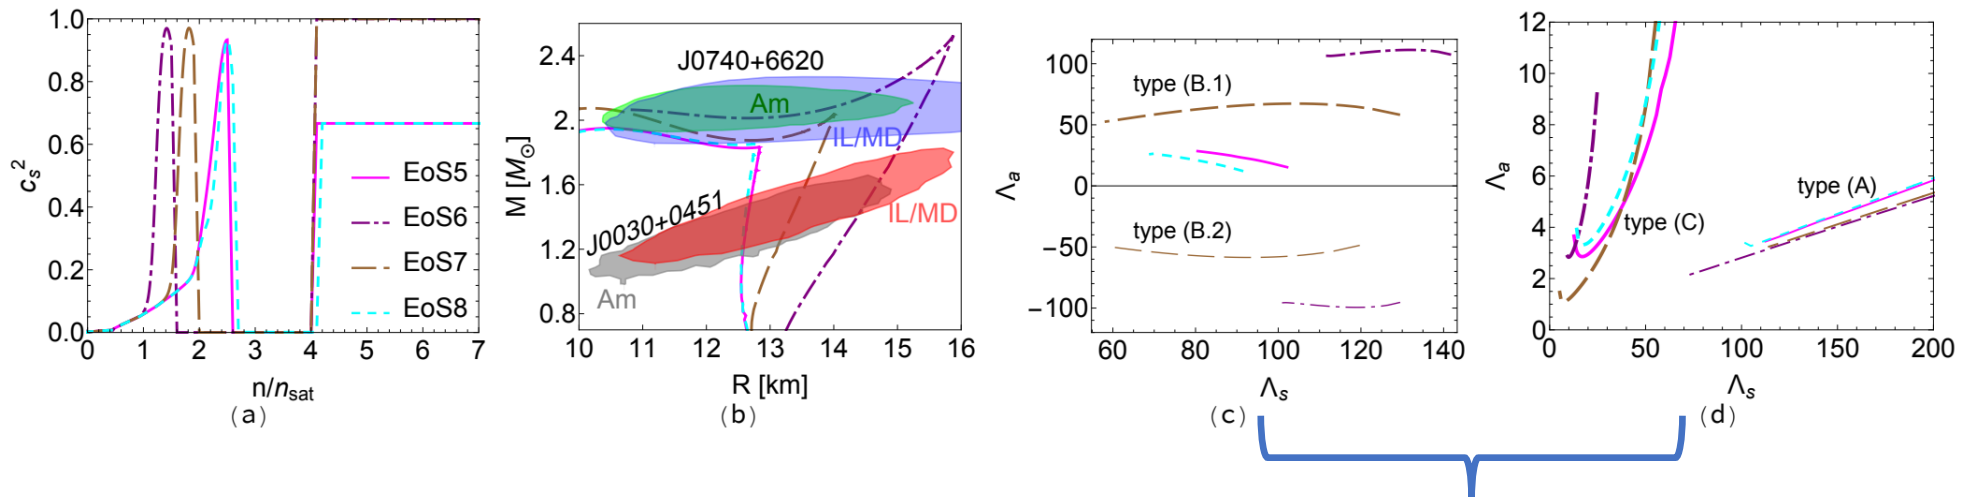 1.0
0.8
0.6
0.4
0.2
0.0
c_s^2
EoS5
EoS6
EoS7
EoS8
0 1 2 3 4 5 6 7
n/n_sat
(a)
2.4
2.0
1.6
1.2
0.8
M [M_⊙]
J0740+6620
Am
IL/MD
J0030+0451
IL/MD
Am
10 11 12 13 14 15 16
R [km]
(b)
100
50
0
−50
−100
Λ_a
type (B.1)
type (B.2)
60 80 100 120 140
Λ_s
(c)
12
10
8
6
4
2
0
Λ_a
type (A)
type (C)
0 50 100 150 200
Λ_s
(d)